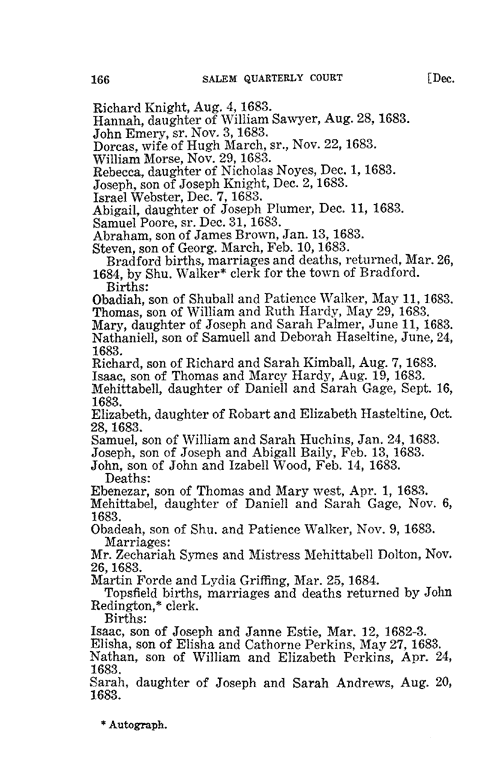 166 SALEM QUARTERLY COURT [Dec.
Richard Knight, Aug. 4, 1683.
Hannah, daughter of William Sawyer, Aug. 28, 1683.
John Emery, sr. Nov. 3, 1683.
Dorcas, wife of Hugh March, sr., Nov. 22, 1683.
William Morse, Nov. 29, 1683.
Rebecca, daughter of Nicholas Noyes, Dec. 1, 1683.
Joseph, son of Joseph Knight, Dec. 2, 1683.
Israel Webster, Dec. 7, 1683.
Abigail, daughter of Joseph Plumer, Dec. 11, 1683.
Samuel Poore, sr. Dec. 31, 1683.
Abraham, son of James Brown, Jan. 13, 1683.
Steven, son of Georg. March, Feb. 10, 1683.
Bradford births, marriages and deaths, returned, Mar. 26,
1684, by Shu. Walker* clerk for the town of Bradford.
Births:
Obadiah, son of Shuball and Patience Walker, May 11, 1683.
Thomas, son of William and Ruth Hardy, May 29, 1683.
Mary, daughter of Joseph and Sarah Palmer, June 11, 1683.
Nathaniell, son of Samuell and Deborah Haseltine, June, 24,
1683.
Richard, son of Richard and Sarah Kimball, Aug. 7, 1683.
Isaac, son of Thomas and Marcy Hardy, Aug. 19, 1683.
Mehittabell, daughter of Daniell and Sarah Gage, Sept. 16,
1683.
Elizabeth, daughter of Robart and Elizabeth Hasteltine, Oct.
28, 1683.
Samuel, son of William and Sarah Huchins, Jan. 24, 1683.
Joseph, son of Joseph and Abigall Baily, Feb. 13, 1683.
John, son of John and Izabell Wood, Feb. 14, 1683.
Deaths:
Ebenezar, son of Thomas and Mary west, Apr. 1, 1683.
Mehittabel, daughter of Daniell and Sarah Gage, Nov. 6,
1683.
Obadeah, son of Shu. and Patience Walker, Nov. 9, 1683.
Marriages:
Mr. Zechariah Symes and Mistress Mehittabell Dolton, Nov.
26, 1683.
Martin Forde and Lydia Griffing, Mar. 25, 1684.
Topsfield births, marriages and deaths returned by John
Redington,* clerk.
Births:
Isaac, son of Joseph and Janne Estie, Mar. 12, 1682-3.
Elisha, son of Elisha and Cathorne Perkins, May 27, 1683.
Nathan, son of William and Elizabeth Perkins, Apr. 24,
1683.
Sarah, daughter of Joseph and Sarah Andrews, Aug. 20,
1683.
* Autograph.